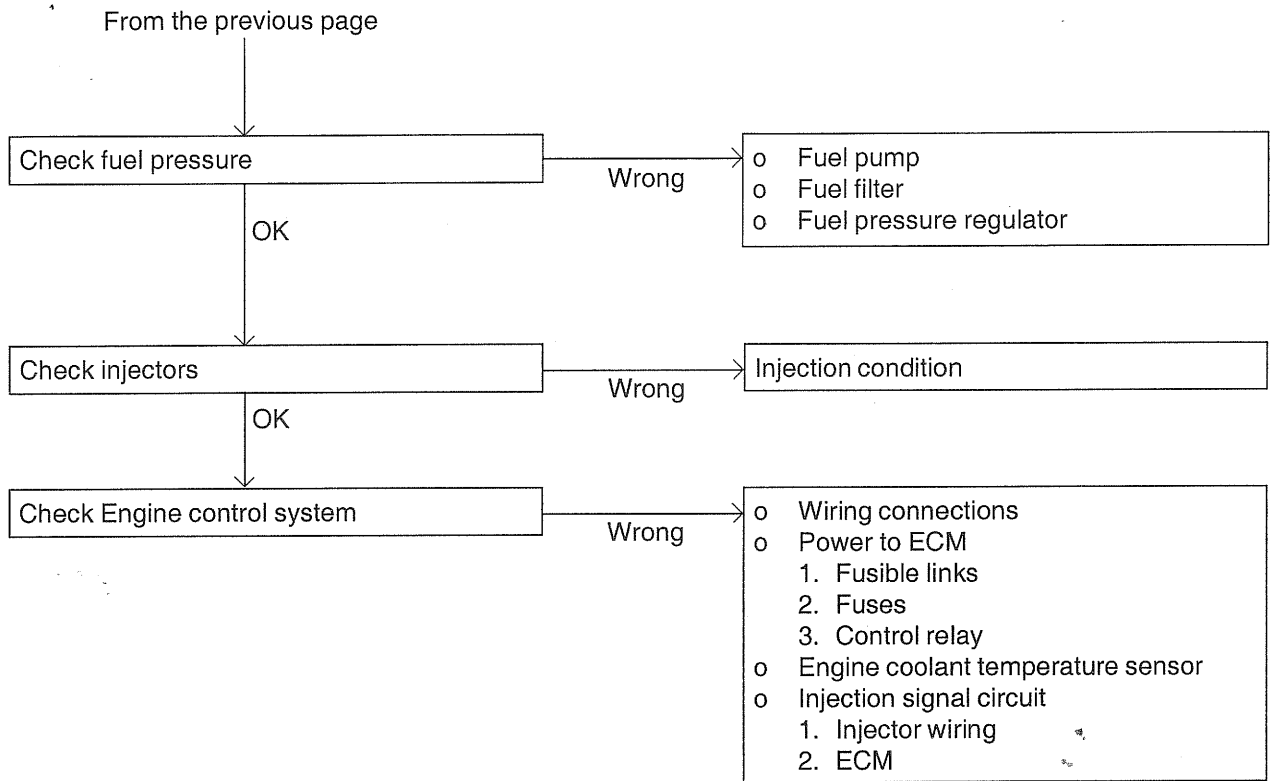 From the previous page
Check fuel pressure
Wrong
o Fuel pump
o Fuel filter
o Fuel pressure regulator
OK
Check injectors
Wrong
Injection condition
OK
Check Engine control system
Wrong
o Wiring connections
o Power to ECM
1. Fusible links
2. Fuses
3. Control relay
o Engine coolant temperature sensor
o Injection signal circuit
1. Injector wiring
2. ECM